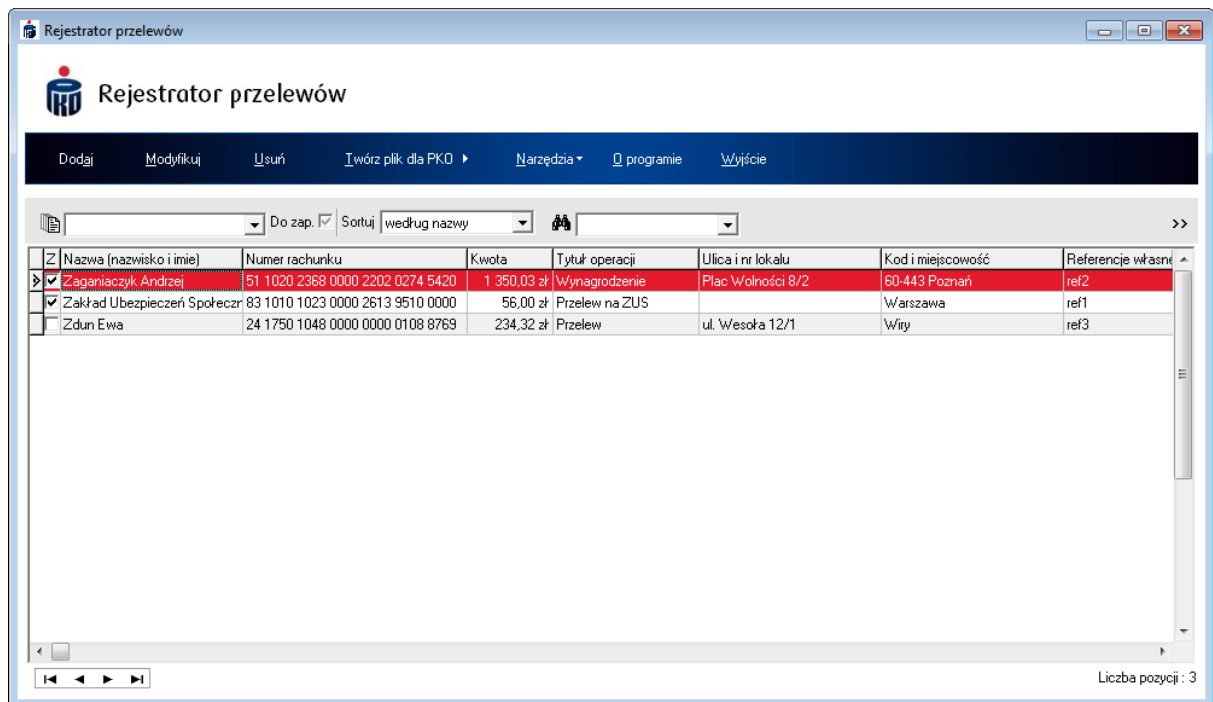 Rejestrator przelewów
PKO Rejestrator przelewów
Dodaj Modyfikuj Usuń Twórz plik dla PKO Narzędzia O programie Wyjście
Do zap. Sortuj według nazwy >>
Z Nazwa (nazwisko i imie) Numer rachunku Kwota Tytuł operacji Ulica i nr lokalu Kod i miejscowość Referencje własne
Zaganiaczyk Andrzej 51 1020 2368 0000 2202 0274 5420 1 350,03 zł Wynagrodzenie Plac Wolności 8/2 60-443 Poznań ref2
Zakład Ubezpieczeń Społeczn 83 1010 1023 0000 2613 9510 0000 56,00 zł Przelew na ZUS Warszawa ref1
Zdun Ewa 24 1750 1048 0000 0000 0108 8769 234,32 zł Przelew ul. Wesoła 12/1 Wiry ref3
Liczba pozycji : 3